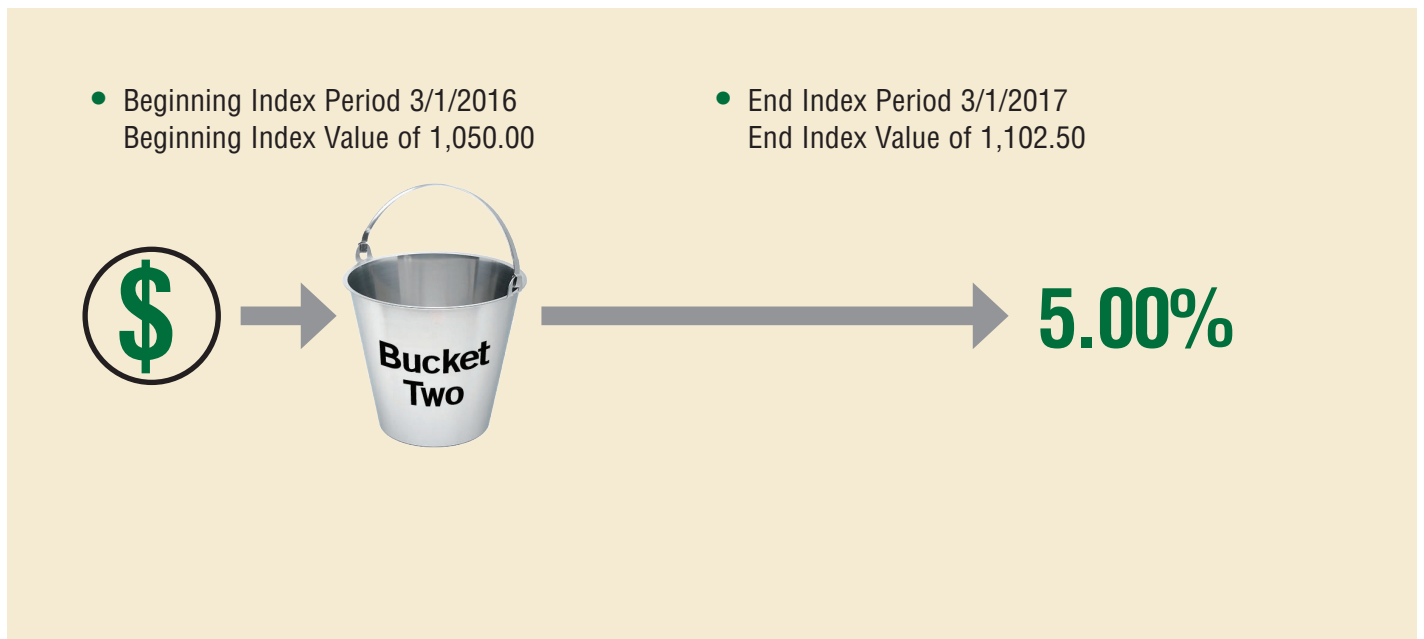 • Beginning Index Period 3/1/2016
Beginning Index Value of 1,050.00
• End Index Period 3/1/2017
End Index Value of 1,102.50
$
Bucket
Two
5.00%